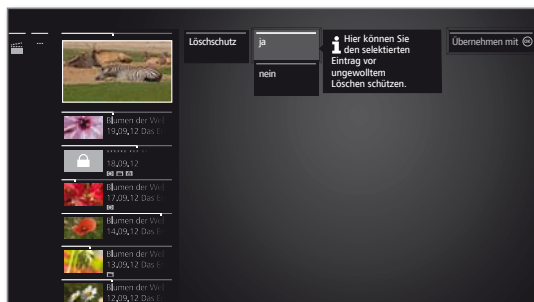 Löschschutz
ja
nein
Hier können Sie
den selektierten
Eintrag vor
ungewolltem
Löschen schützen.
Übernehmen mit OK
...
Blumen der Wel
19.09.12 Das E
18.09.12
Blumen der Wel
17.09.12 Das E
Blumen der Wel
14.09.12 Das E
Blumen der Wel
13.09.12 Das E
Blumen der Wel
12.09.12 Das E